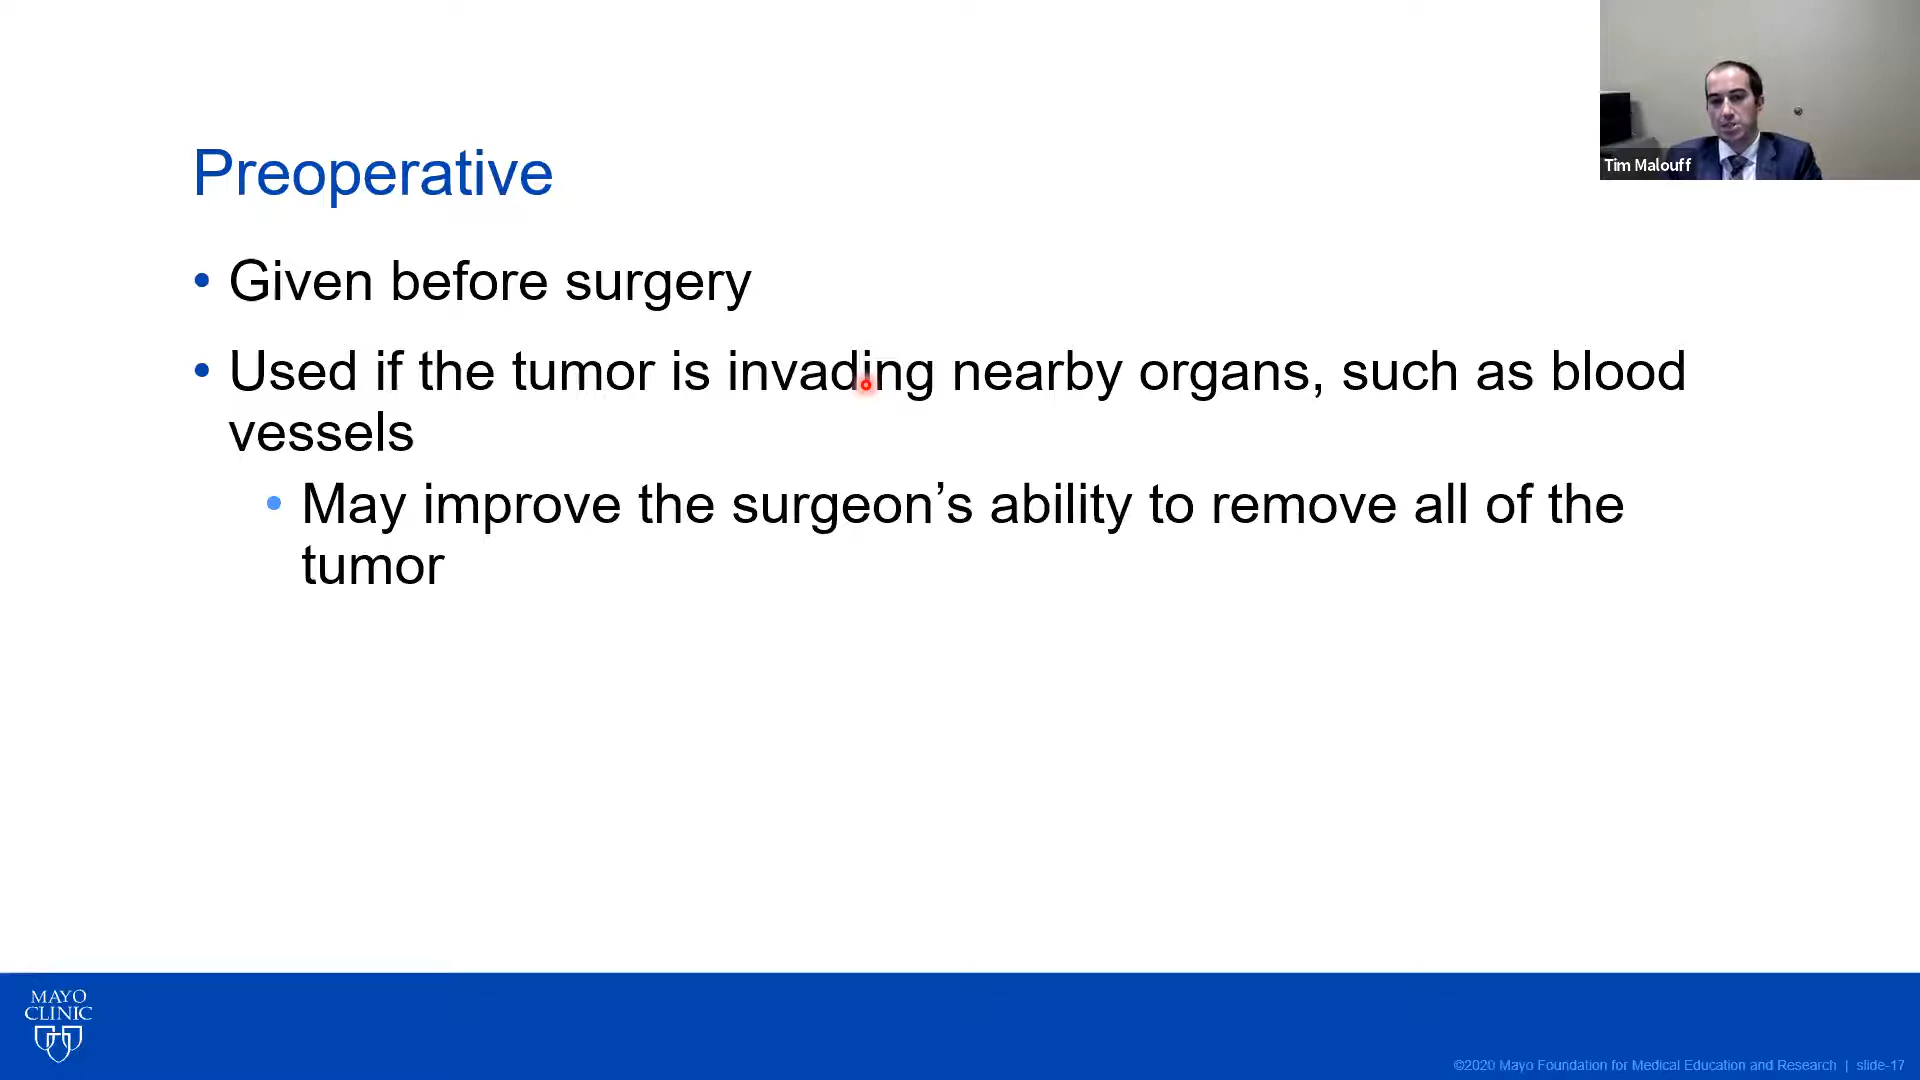 Tim Malouff
Preoperative
• Given before surgery
• Used if the tumor is invading nearby organs, such as blood
vessels
• May improve the surgeon’s ability to remove all of the
tumor
MAYO
CLINIC
©2020 Mayo Foundation for Medical Education and Research | slide-17